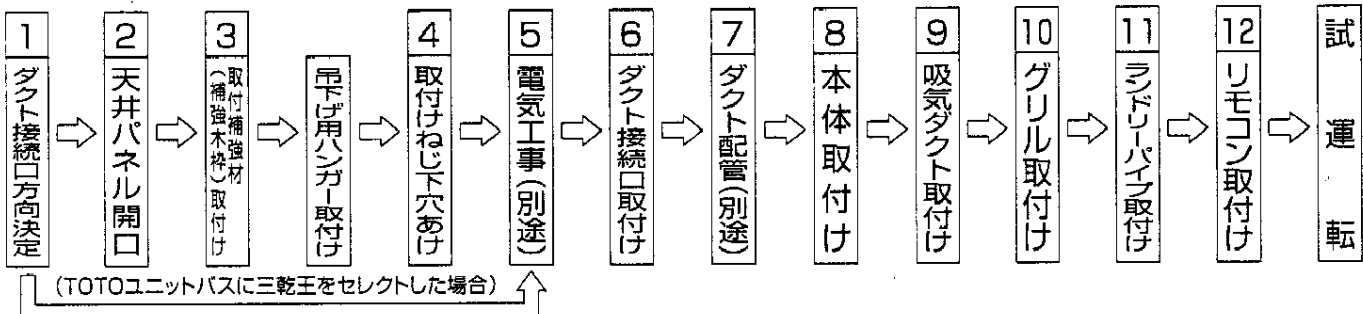 1
ダクト接続口方向決定
2
天井パネル開口
3
取付補強材
(補強木枠)取付け
吊下げ用ハンガー取付け
4
取付けねじ下穴あけ
5
電気工事(別途)
6
ダクト接続口取付け
7
ダクト配管(別途)
8
本体取付け
9
吸気ダクト取付け
10
グリル取付け
11
ランドリーパイプ取付け
12
リモコン取付け
試運転
(TOTOユニットバスに三乾王をセレクトした場合)